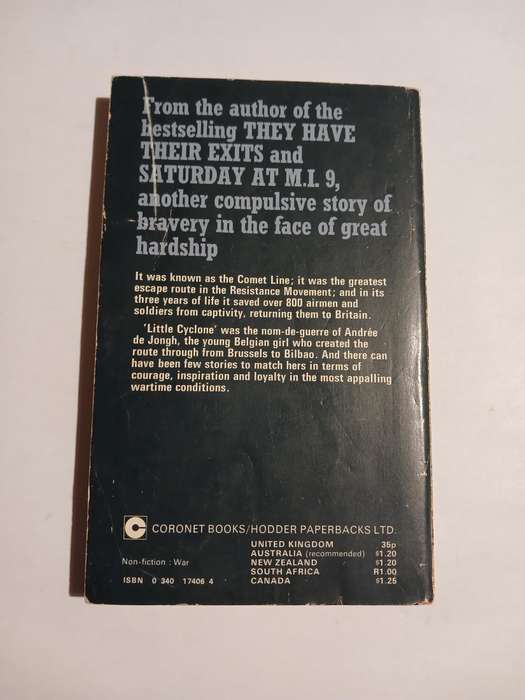 From the author of the
bestselling THEY HAVE
THEIR EXITS and
SATURDAY AT M.I. 9,
another compulsive story of
bravery in the face of great
hardship
It was known as the Comet Line; it was the greatest
escape route in the Resistance Movement; and in its
three years of life it saved over 800 airmen and
soldiers from captivity, returning them to Britain.
'Little Cyclone' was the nom-de-guerre of Andrée
de Jongh, the young Belgian girl who created the
route through from Brussels to Bilbao. And there can
have been few stories to match hers in terms of
courage, inspiration and loyalty in the most appalling
wartime conditions.
CORONET BOOKS/HODDER PAPERBACKS LTD.
UNITED KINGDOM 35p
AUSTRALIA (recommended) $1.20
NEW ZEALAND $1.20
SOUTH AFRICA R1.00
CANADA $1.25
Non-fiction : War
ISBN 0 340 17406 4